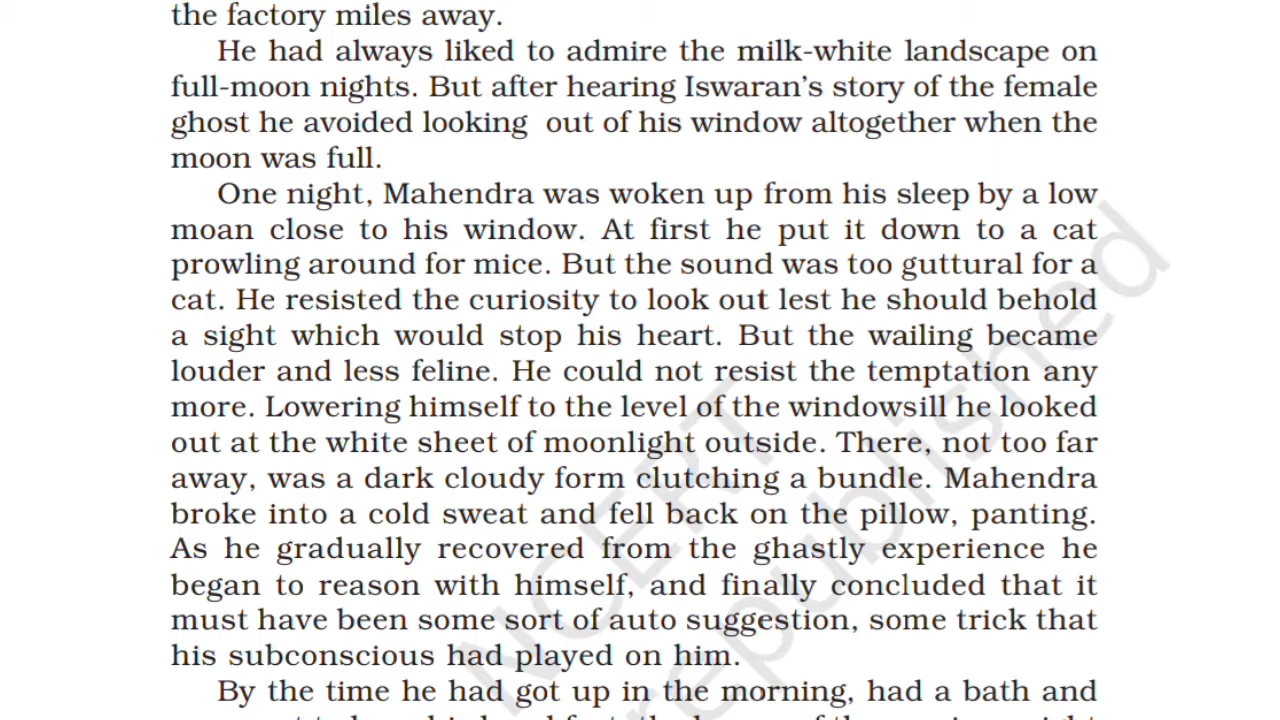 the factory miles away.
He had always liked to admire the milk-white landscape on
full-moon nights. But after hearing Iswaran's story of the female
ghost he avoided looking out of his window altogether when the
moon was full.
One night, Mahendra was woken up from his sleep by a low
moan close to his window. At first he put it down to a cat
prowling around for mice. But the sound was too guttural for a
cat. He resisted the curiosity to look out lest he should behold
a sight which would stop his heart. But the wailing became
louder and less feline. He could not resist the temptation any
more. Lowering himself to the level of the windowsill he looked
out at the white sheet of moonlight outside. There, not too far
away, was a dark cloudy form clutching a bundle. Mahendra
broke into a cold sweat and fell back on the pillow, panting.
As he gradually recovered from the ghastly experience he
began to reason with himself, and finally concluded that it
must have been some sort of auto suggestion, some trick that
his subconscious had played on him.
By the time he had got up in the morning, had a bath and
NCERT
republished